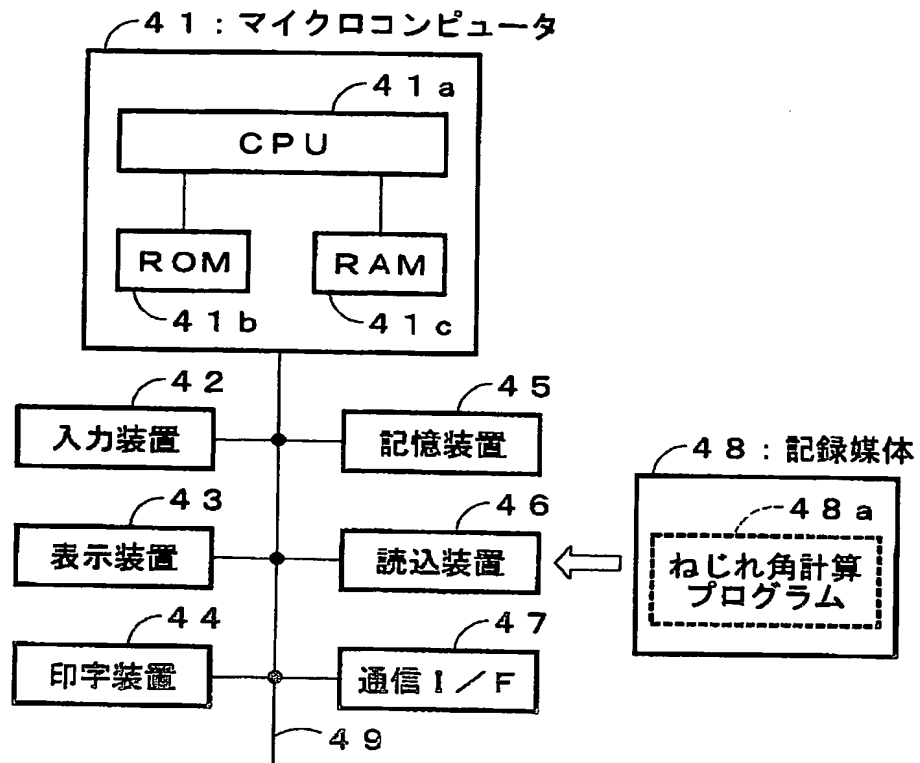 41：マイクロコンピュータ
41a
CPU
ROM
RAM
41b
41c
42
入力装置
45
記憶装置
43
表示装置
46
読込装置
44
印字装置
47
通信I／F
48：記録媒体
48a
ねじれ角計算
プログラム
49